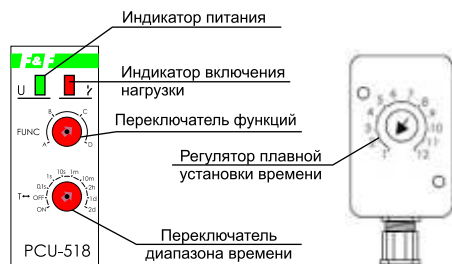 Индикатор питания
F&F
U
Индикатор включения
нагрузки
FUNC
A
B
C
D
Переключатель функций
T↔
ON
OFF
0,1s
1s
10s
1m
10m
2h
1d
2d
PCU-518
Переключатель
диапазона времени
Регулятор плавной
установки времени
1
2
3
4
5
6
7
8
9
10
11
12